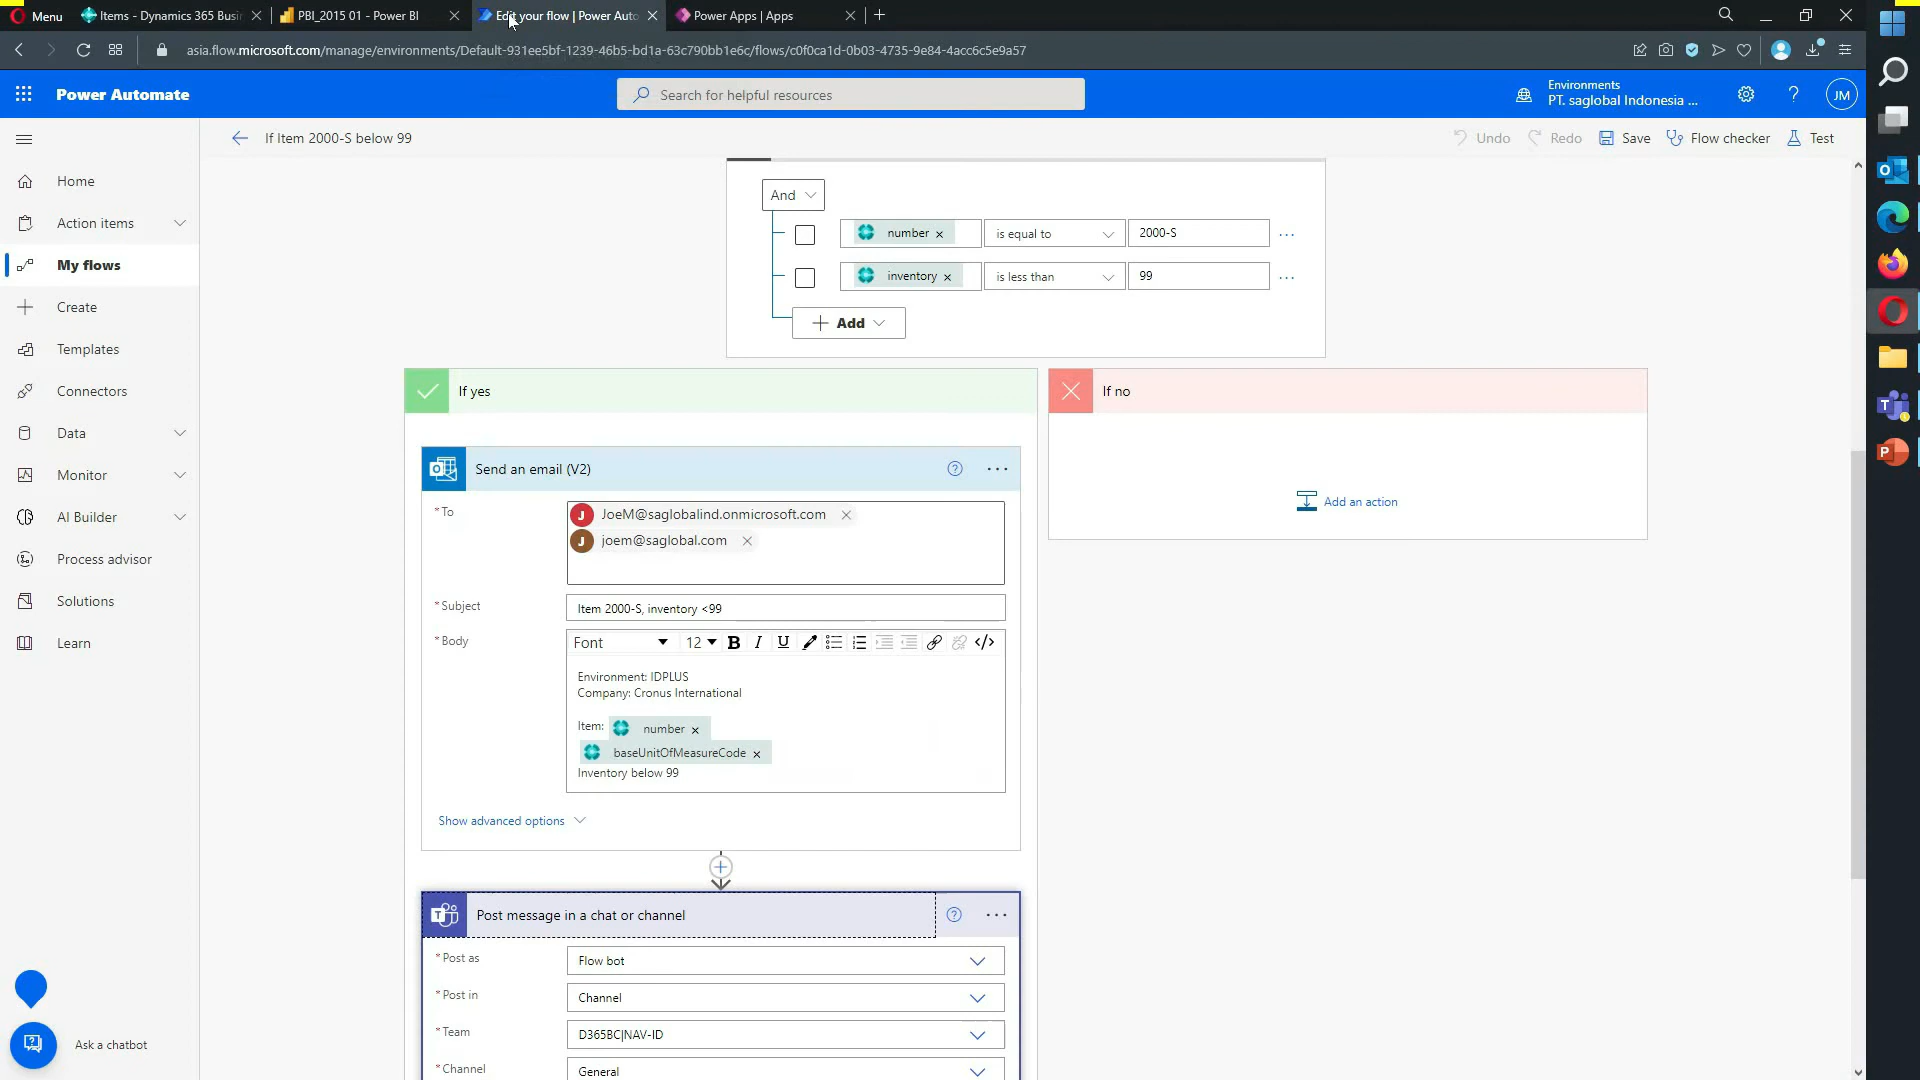 Menu
Items - Dynamics 365 Busi
PBI_2015 01 - Power BI
Edit your flow | Power Auto
Power Apps | Apps
asia.flow.microsoft.com/manage/environments/Default-931ee5bf-1239-46b5-bd1a-63c790bb1e6c/flows/c0f0ca1d-0b03-4735-9e84-4acc6c5e9a57
Power Automate
Search for helpful resources
Environments
PT. saglobal Indonesia ...
JM
If Item 2000-S below 99
Undo
Redo
Save
Flow checker
Test
Home
Action items
My flows
Create
Templates
Connectors
Data
Monitor
AI Builder
Process advisor
Solutions
Learn
Ask a chatbot
And
number
is equal to
2000-S
inventory
is less than
99
Add
If yes
If no
Add an action
Send an email (V2)
*To
J JoeM@saglobalind.onmicrosoft.com
J joem@saglobal.com
*Subject
Item 2000-S, inventory <99
*Body
Font
12
B I U
Environment: IDPLUS
Company: Cronus International
Item: number
baseUnitOfMeasureCode
Inventory below 99
Show advanced options
Post message in a chat or channel
*Post as
Flow bot
*Post in
Channel
*Team
D365BC|NAV-ID
*Channel
General